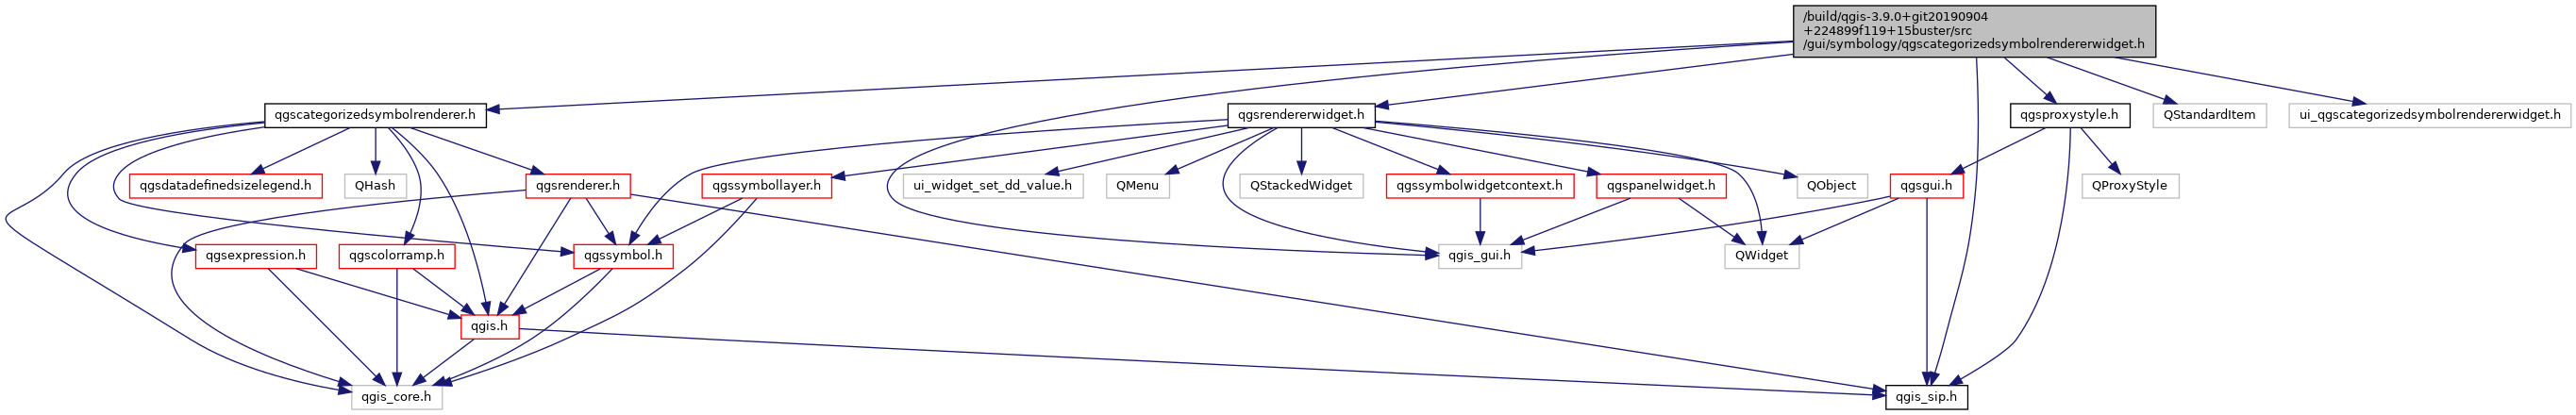 /build/qgis-3.9.0+git20190904
+224899f119+15buster/src
/gui/symbology/qgscategorizedsymbolrendererwidget.h
qgscategorizedsymbolrenderer.h
qgsrendererwidget.h
qgsproxystyle.h
QStandardItem
ui_qgscategorizedsymbolrendererwidget.h
qgsdatadefinedsizelegend.h
QHash
qgsrenderer.h
qgssymbollayer.h
ui_widget_set_dd_value.h
QMenu
QStackedWidget
qgssymbolwidgetcontext.h
qgspanelwidget.h
QObject
qgsgui.h
QProxyStyle
qgsexpression.h
qgscolorramp.h
qgssymbol.h
qgis_gui.h
QWidget
qgis.h
qgis_core.h
qgis_sip.h